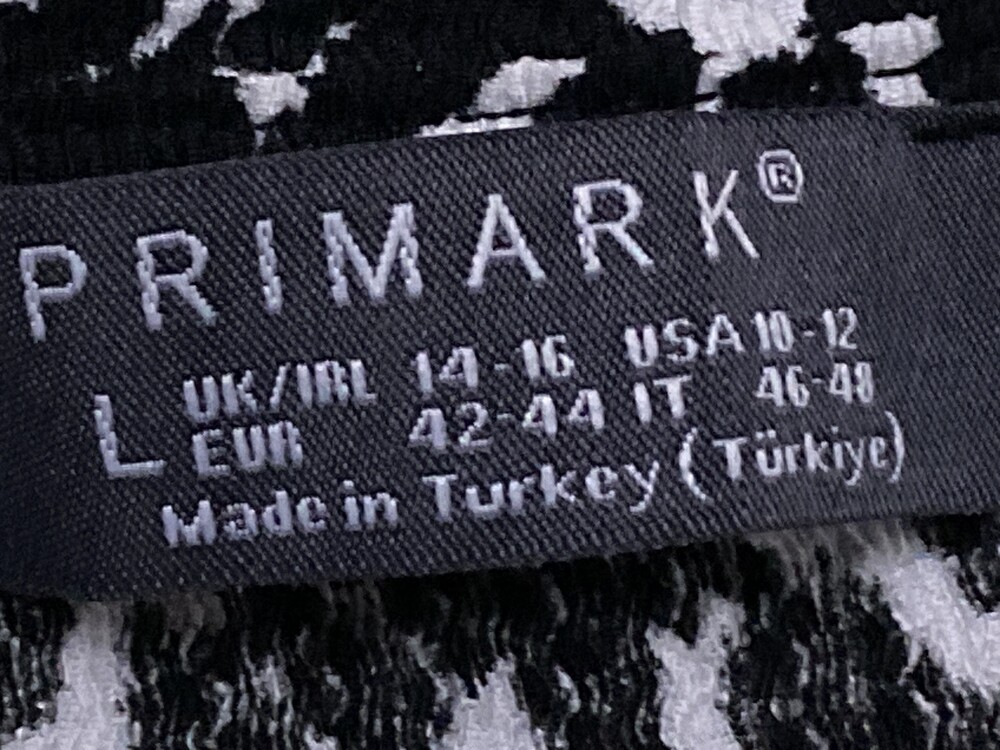 PRIMARK®
L UK/IRL 14-16 USA 10-12
EUR 42-44 IT 46-48
Made in Turkey (Türkiye)